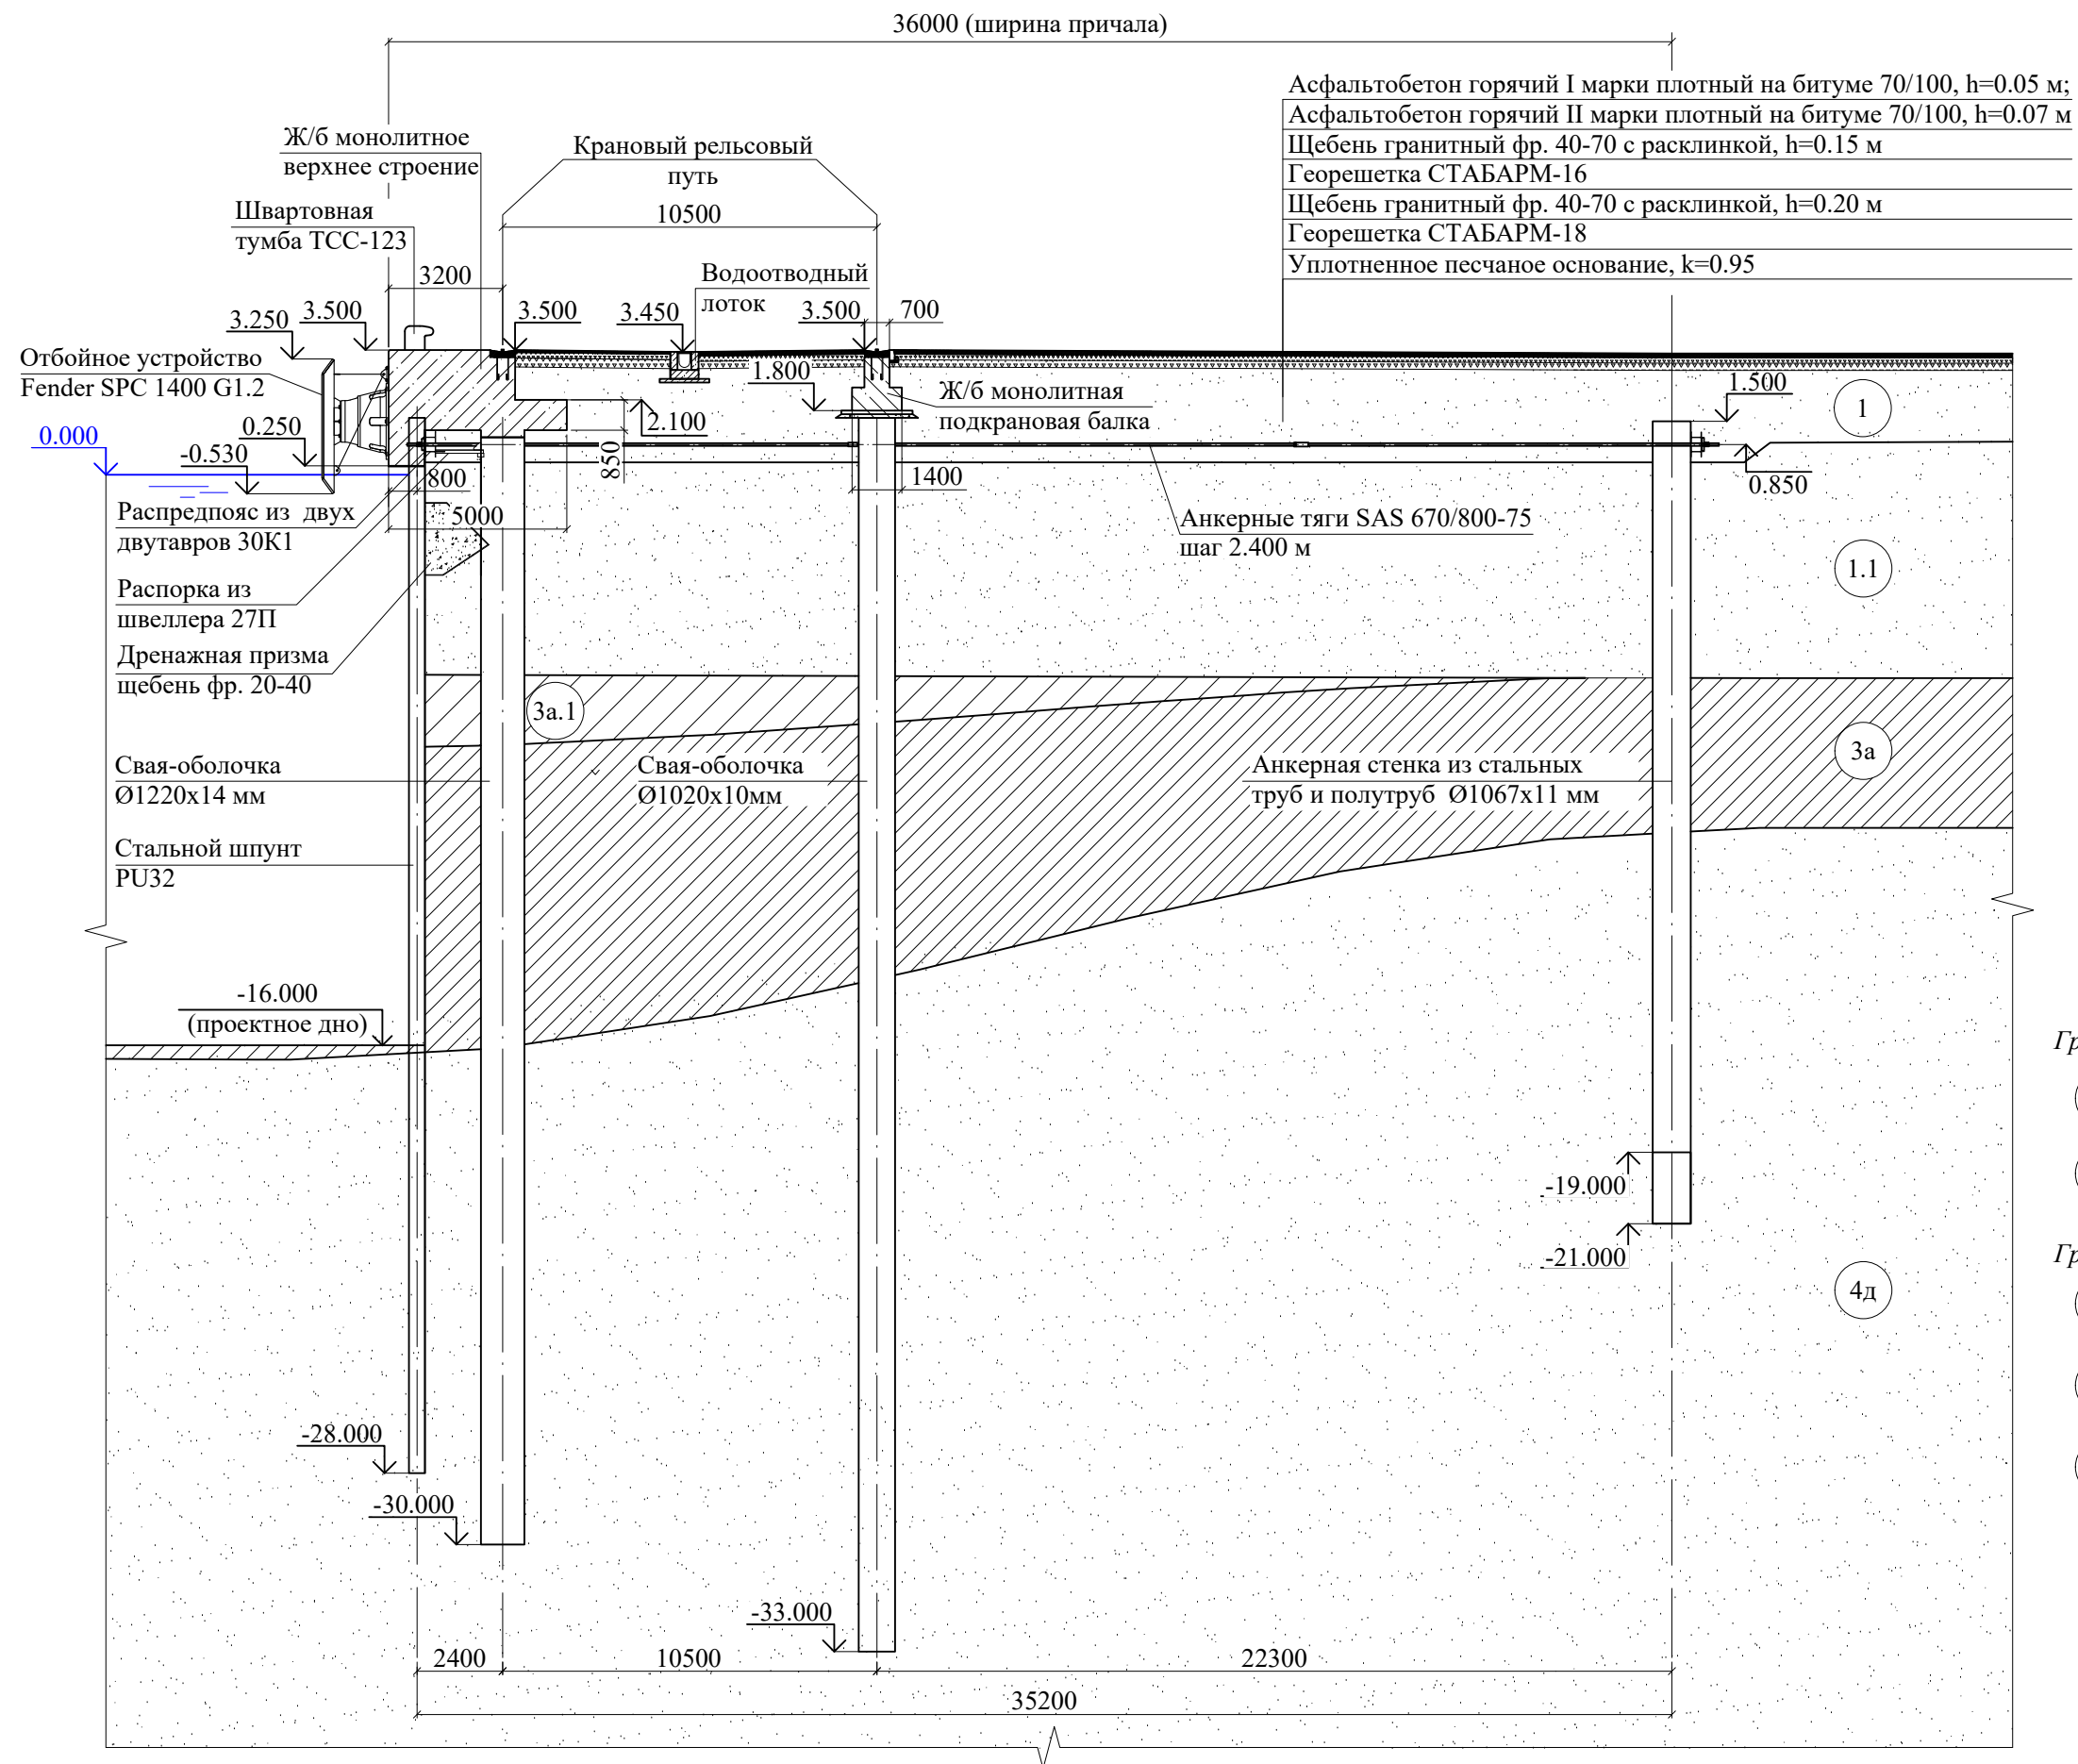 36000 (ширина причала)
Асфальтобетон горячий I марки плотный на битуме 70/100, h=0.05 м;
Асфальтобетон горячий II марки плотный на битуме 70/100, h=0.07 м
Щебень гранитный фр. 40-70 с расклинкой, h=0.15 м
Георешетка СТАБАРМ-16
Щебень гранитный фр. 40-70 с расклинкой, h=0.20 м
Георешетка СТАБАРМ-18
Уплотненное песчаное основание, k=0.95
Ж/б монолитное
верхнее строение
Крановый рельсовый
путь
10500
Швартовная
тумба ТСС-123
3200
Водоотводный
лоток
3.250
3.500
3.500
3.450
3.500
700
Отбойное устройство
Fender SPC 1400 G1.2
1.800
Ж/б монолитная
подкрановая балка
1.500
1
0.000
0.250
-0.530
2.100
850
800
1400
0.850
5000
Распредпояс из двух
двутавров 30К1
Анкерные тяги SAS 670/800-75
шаг 2.400 м
1.1
Распорка из
швеллера 27П
Дренажная призма
щебень фр. 20-40
3а.1
3а
Свая-оболочка
Ø1220х14 мм
Свая-оболочка
Ø1020х10мм
Анкерная стенка из стальных
труб и полутруб Ø1067х11 мм
Стальной шпунт
PU32
-16.000
(проектное дно)
Гр
-19.000
-21.000
Гр
4д
-28.000
-30.000
-33.000
2400
10500
22300
35200